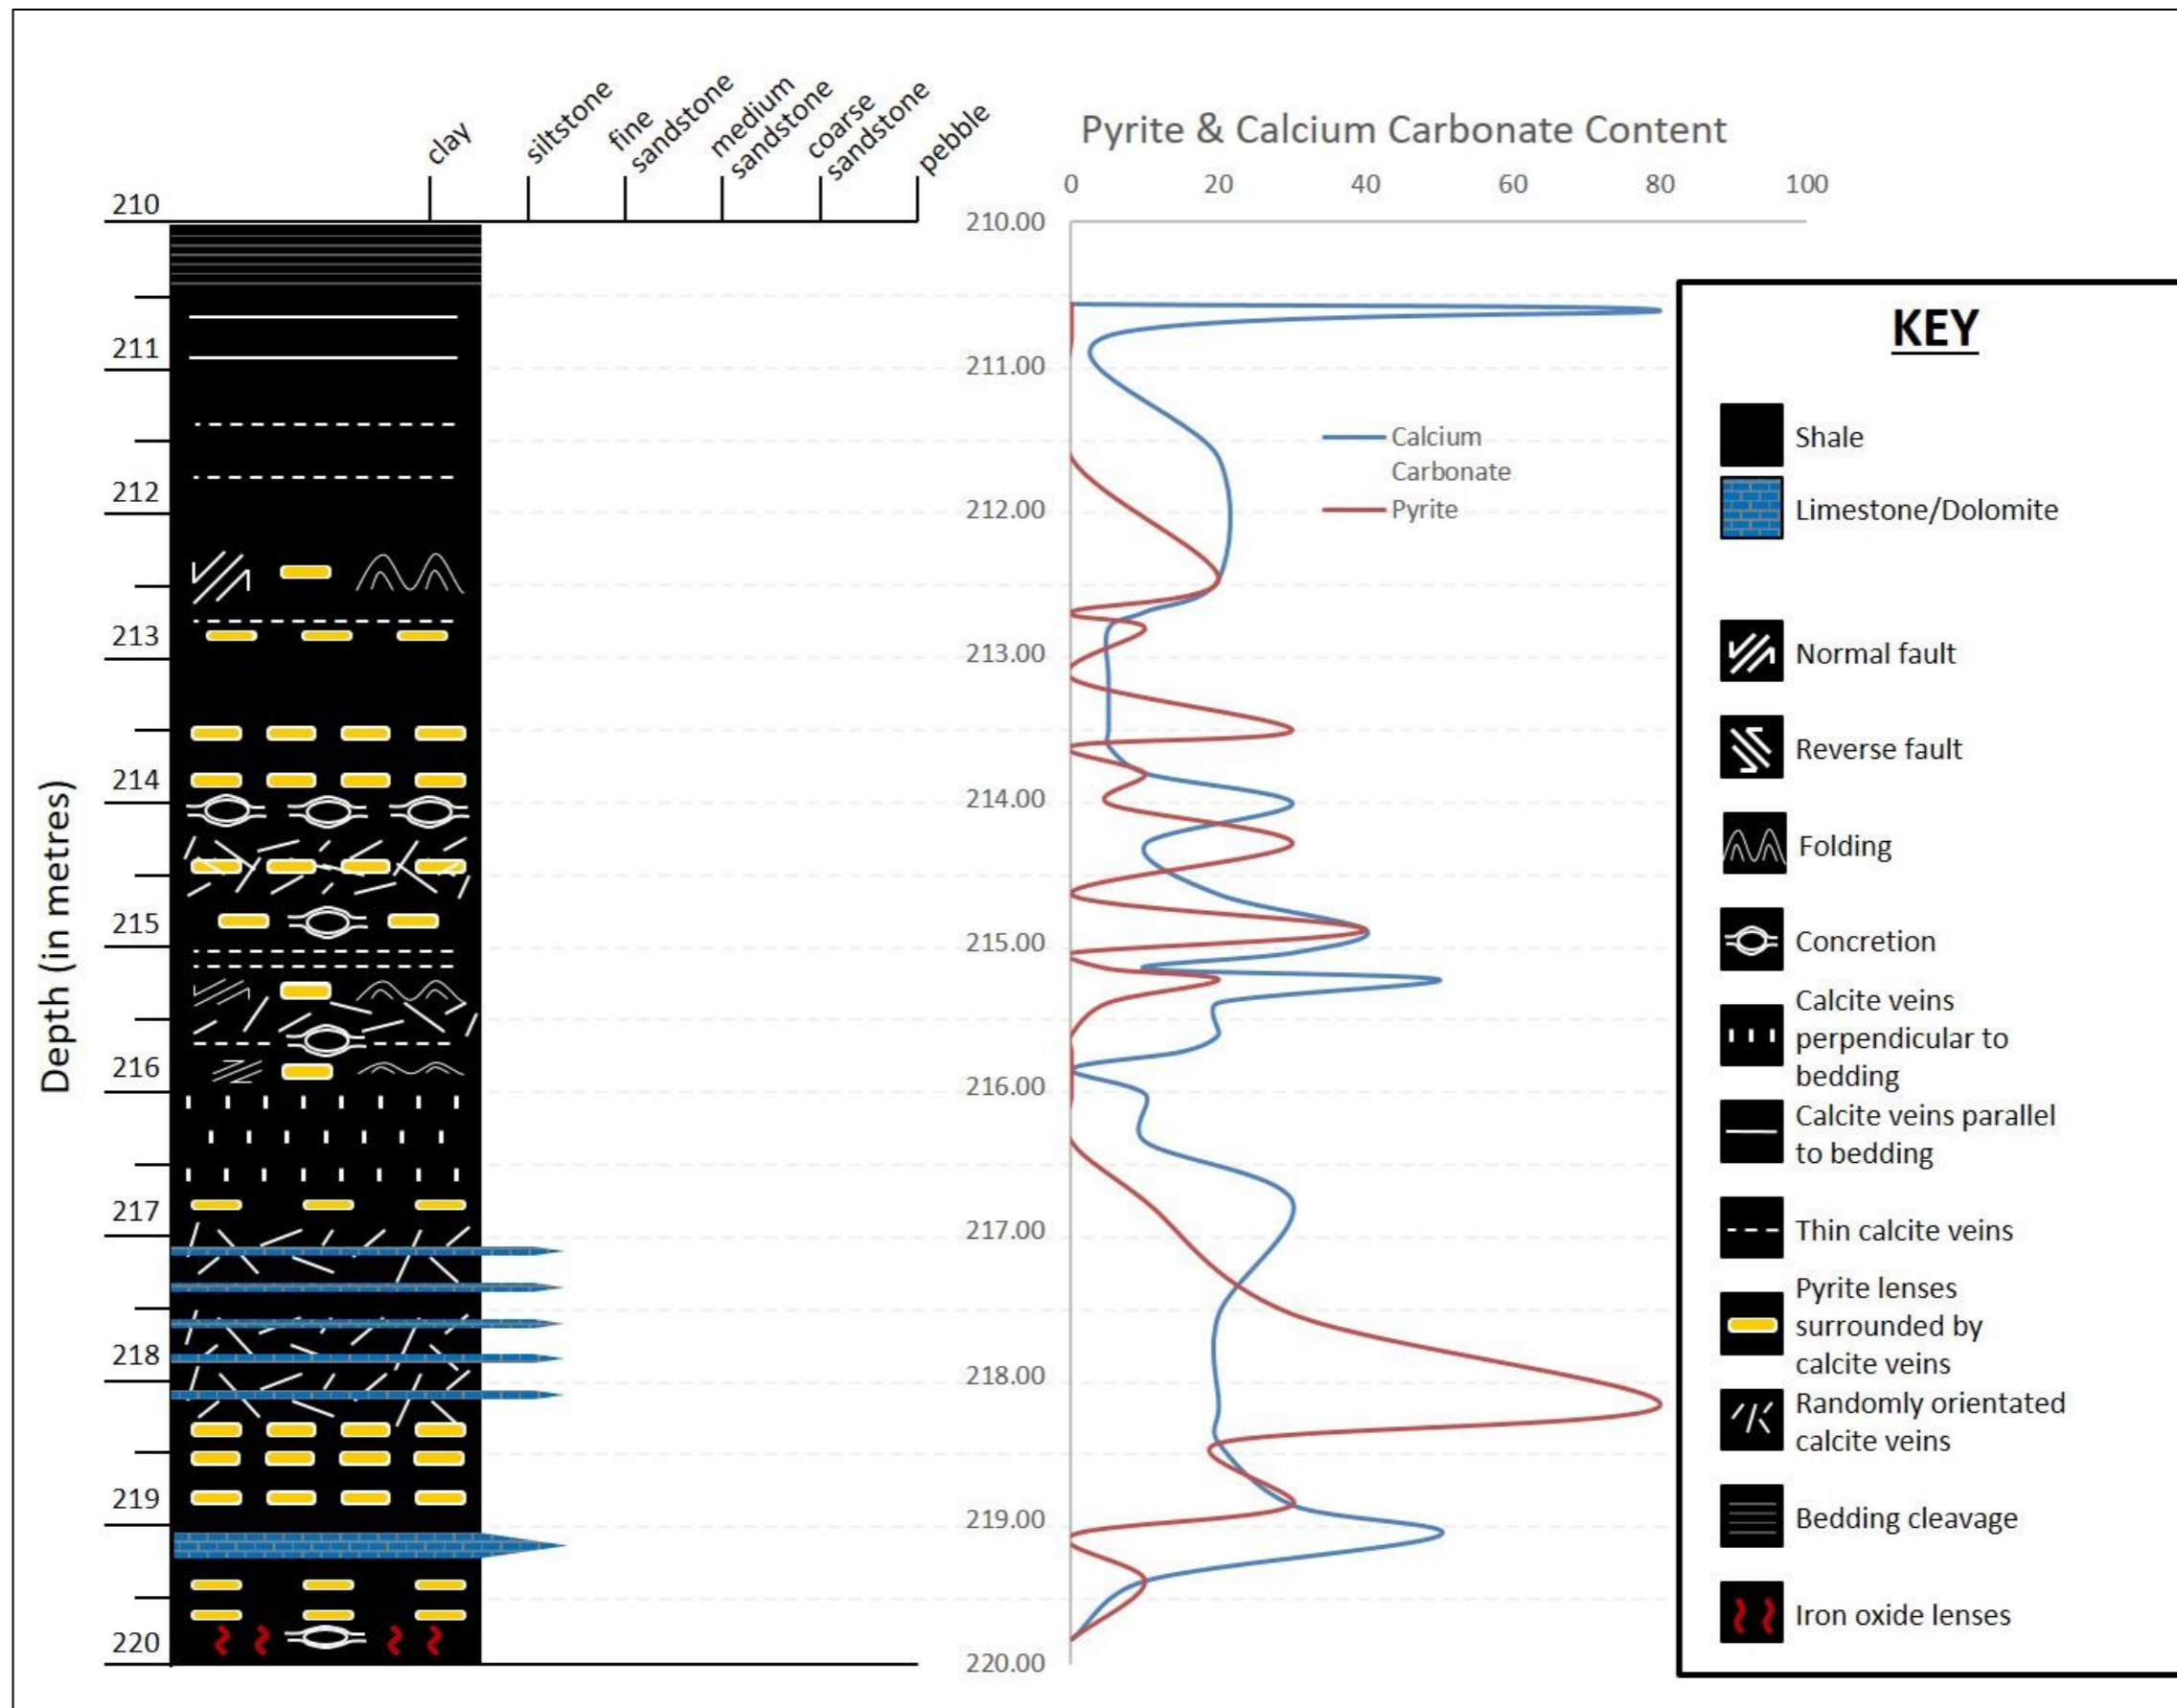 clay
siltstone
fine
sandstone
medium
sandstone
coarse
sandstone
pebble
Depth (in metres)
210
211
212
213
214
215
216
217
218
219
220
Pyrite & Calcium Carbonate Content
0 20 40 60 80 100
210.00
211.00
212.00
213.00
214.00
215.00
216.00
217.00
218.00
219.00
220.00
Calcium
Carbonate
Pyrite
KEY
Shale
Limestone/Dolomite
Normal fault
Reverse fault
Folding
Concretion
Calcite veins
perpendicular to
bedding
Calcite veins parallel
to bedding
Thin calcite veins
Pyrite lenses
surrounded by
calcite veins
Randomly orientated
calcite veins
Bedding cleavage
Iron oxide lenses